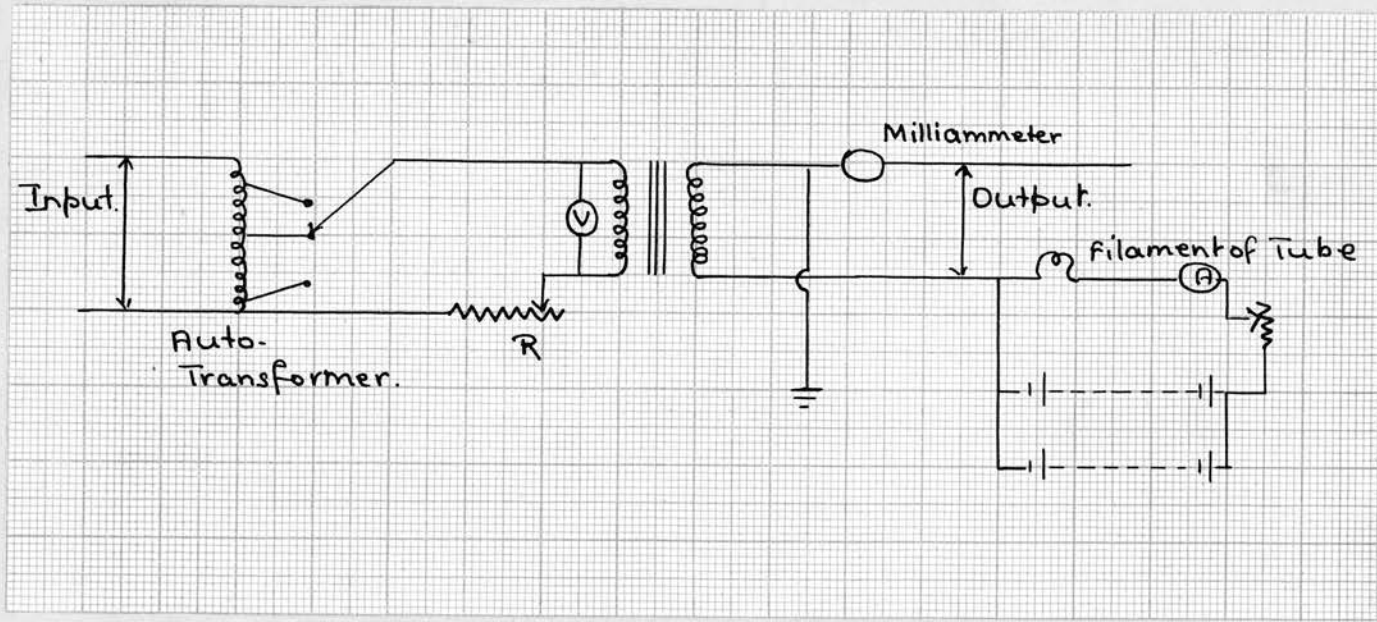 Milliammeter
Input.
V
Output.
Filament of Tube
A
R
Auto-
Transformer.